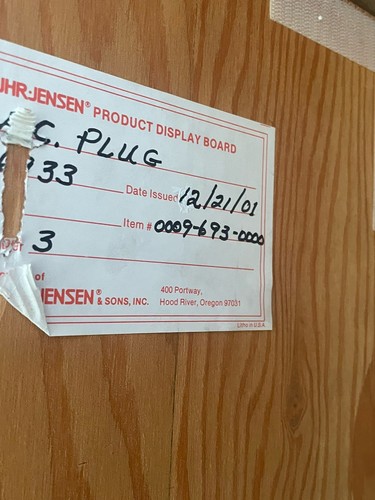 UHR-JENSEN® PRODUCT DISPLAY BOARD
.G. PLUG
33 Date Issued 12/21/01
Item # 0009-693-0000
3
of
JENSEN® & SONS, INC. 400 Portway,
Hood River, Oregon 97031
Litho in U.S.A.